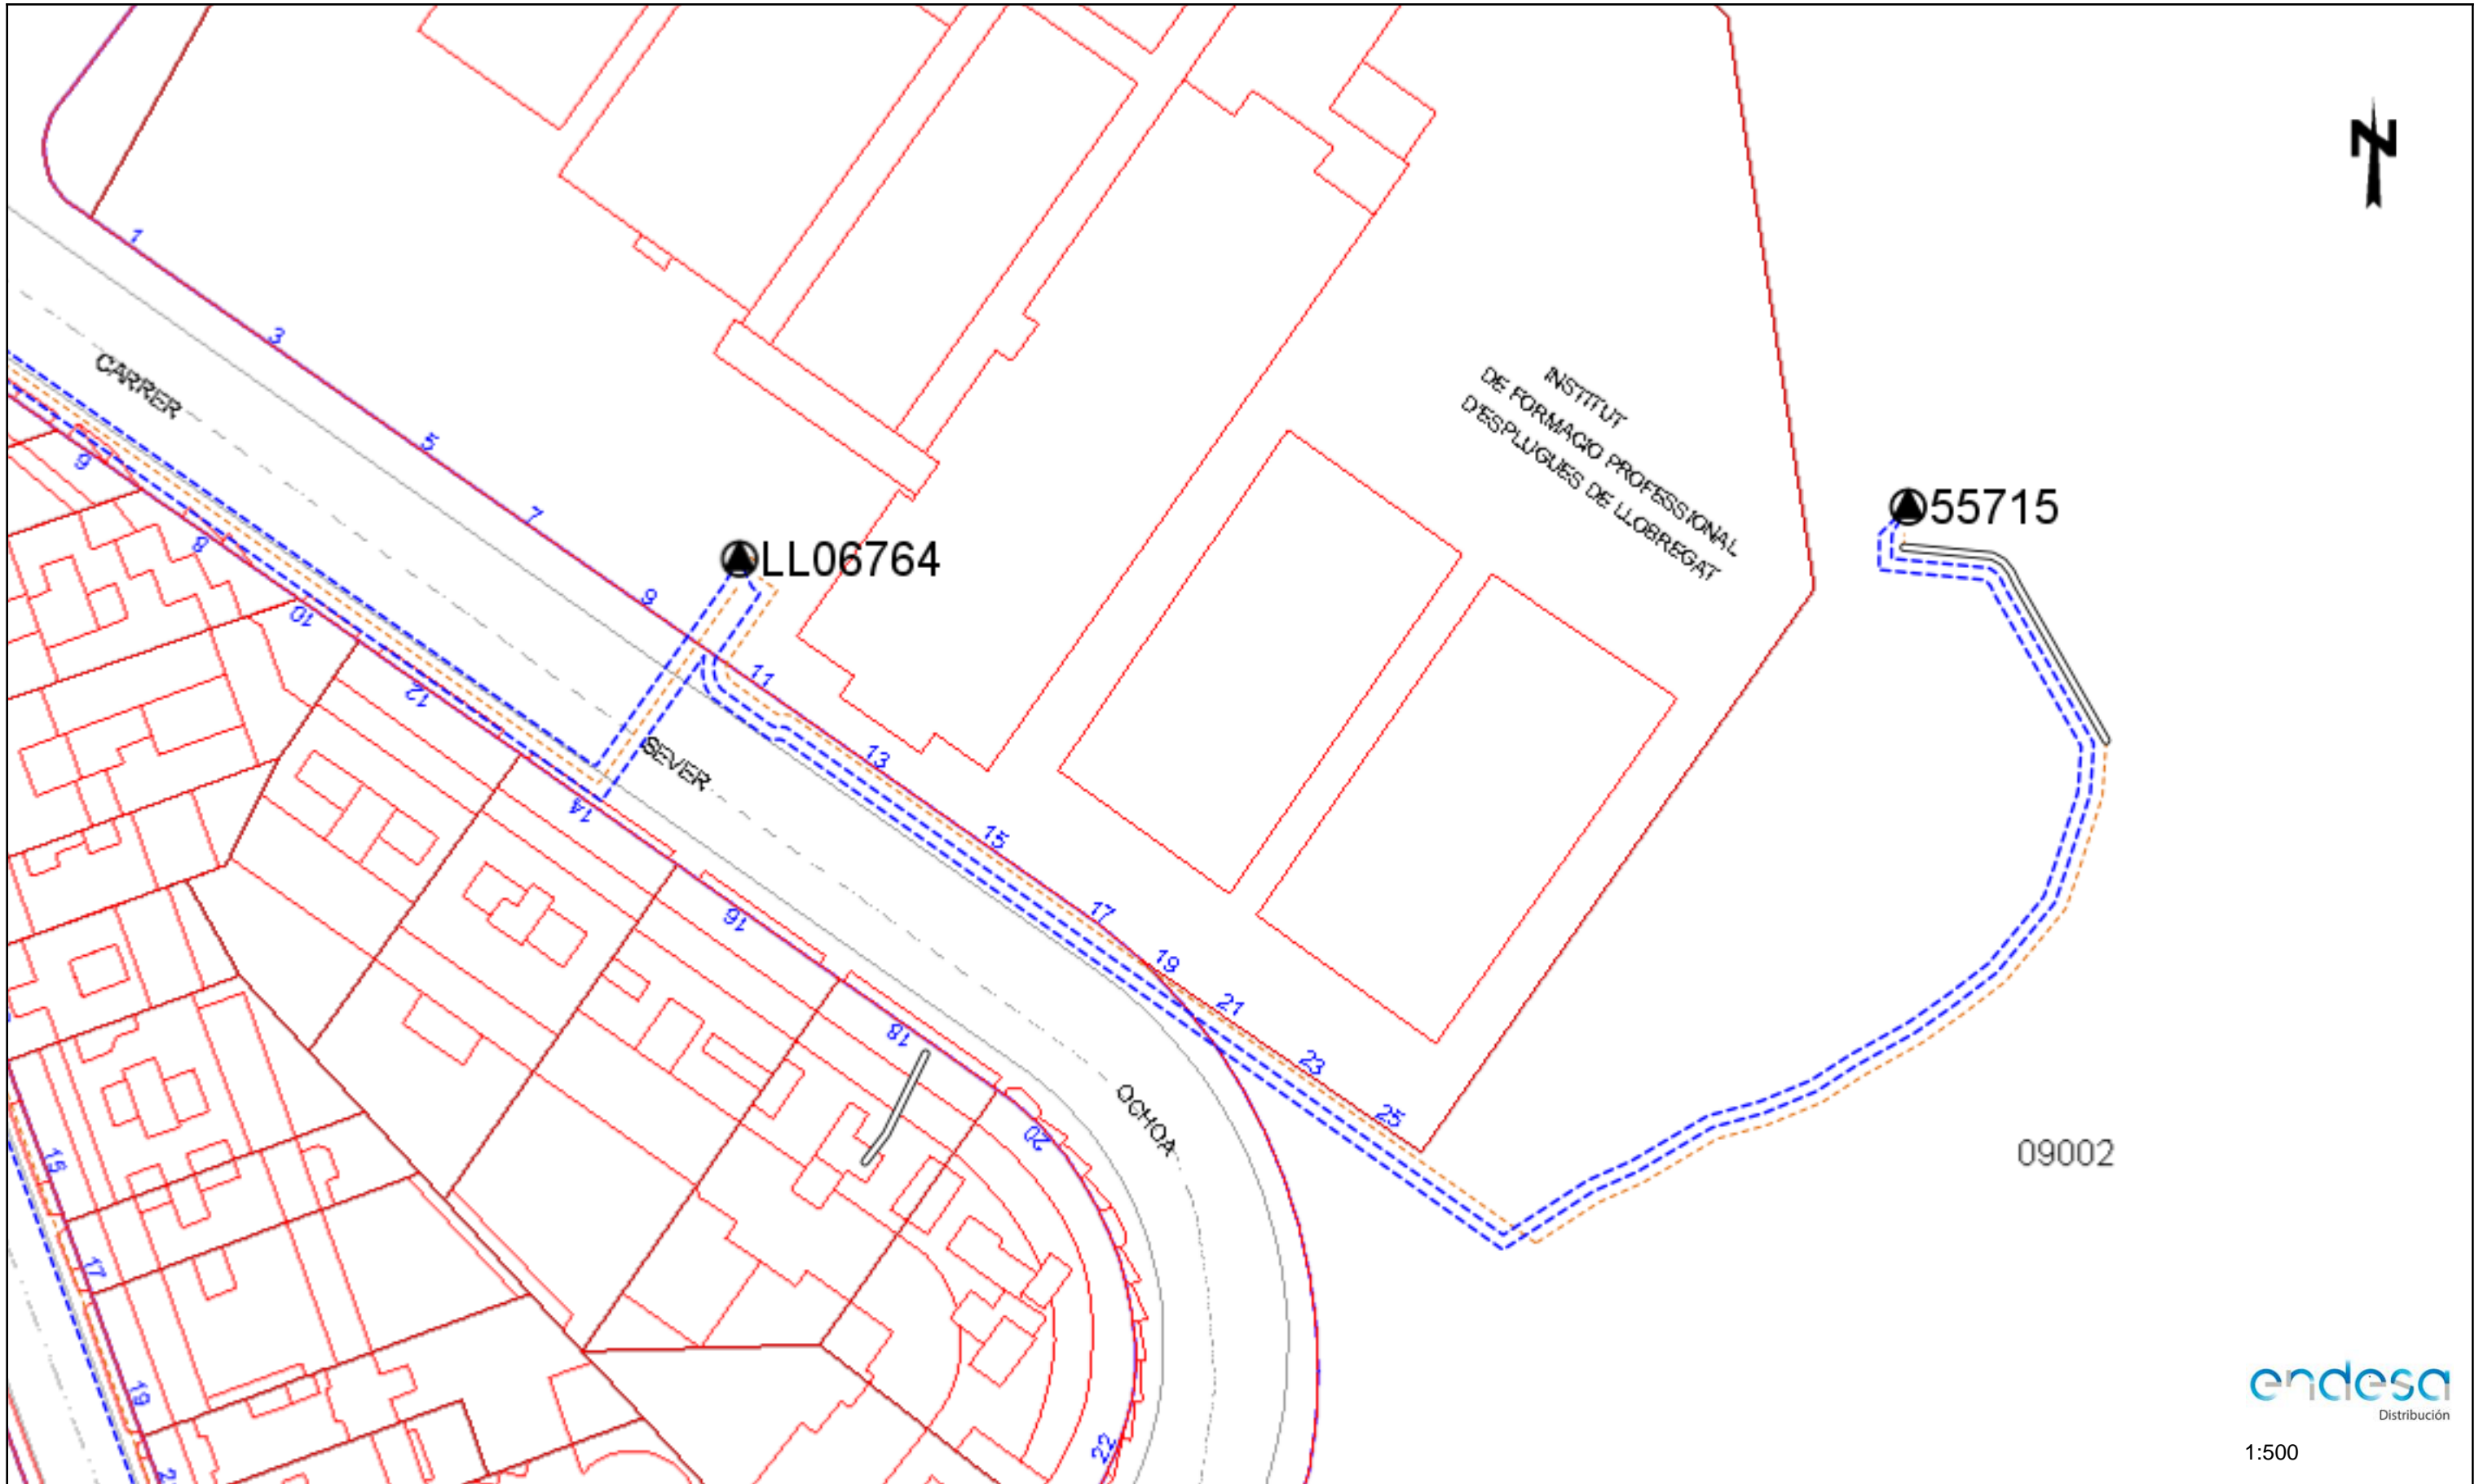 N
1
3
5
7
9
11
13
15
17
19
21
23
25
CARRER
SEVER
OCHOA
6
8
10
12
14
16
18
20
22
INSTITUT
DE FORMACIO PROFESSIONAL
D'ESPLUGUES DE LLOBREGAT
LL06764
55715
09002
15
17
19
endesa
Distribución
1:500